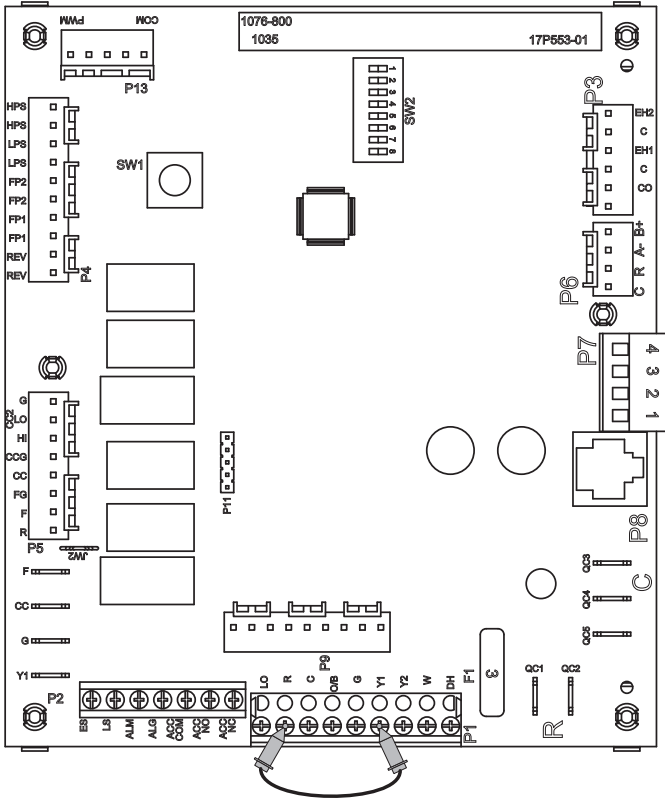 1076-800
1035
17P553-01
PWM
COM
P13
1
2
3
4
5
6
7
8
SW2
SW1
HPS
HPS
LPS
LPS
FP2
FP2
FP1
FP1
REV
REV
P4
P3
EH2
C
EH1
C
CO
P6
B+
A-
R
C
P7
4
3
2
1
P8
G
CC2
LO
HI
CCG
CC
FG
F
R
P5
JW2
P11
F
CC
G
Y1
P2
QC3
QC4
QC5
C
QC1
QC2
R
P9
F1
3
LO
R
C
O/B
G
Y1
Y2
W
DH
P1
ES
LS
ALM
ALG
ACC COM
ACC NO
ACC NC